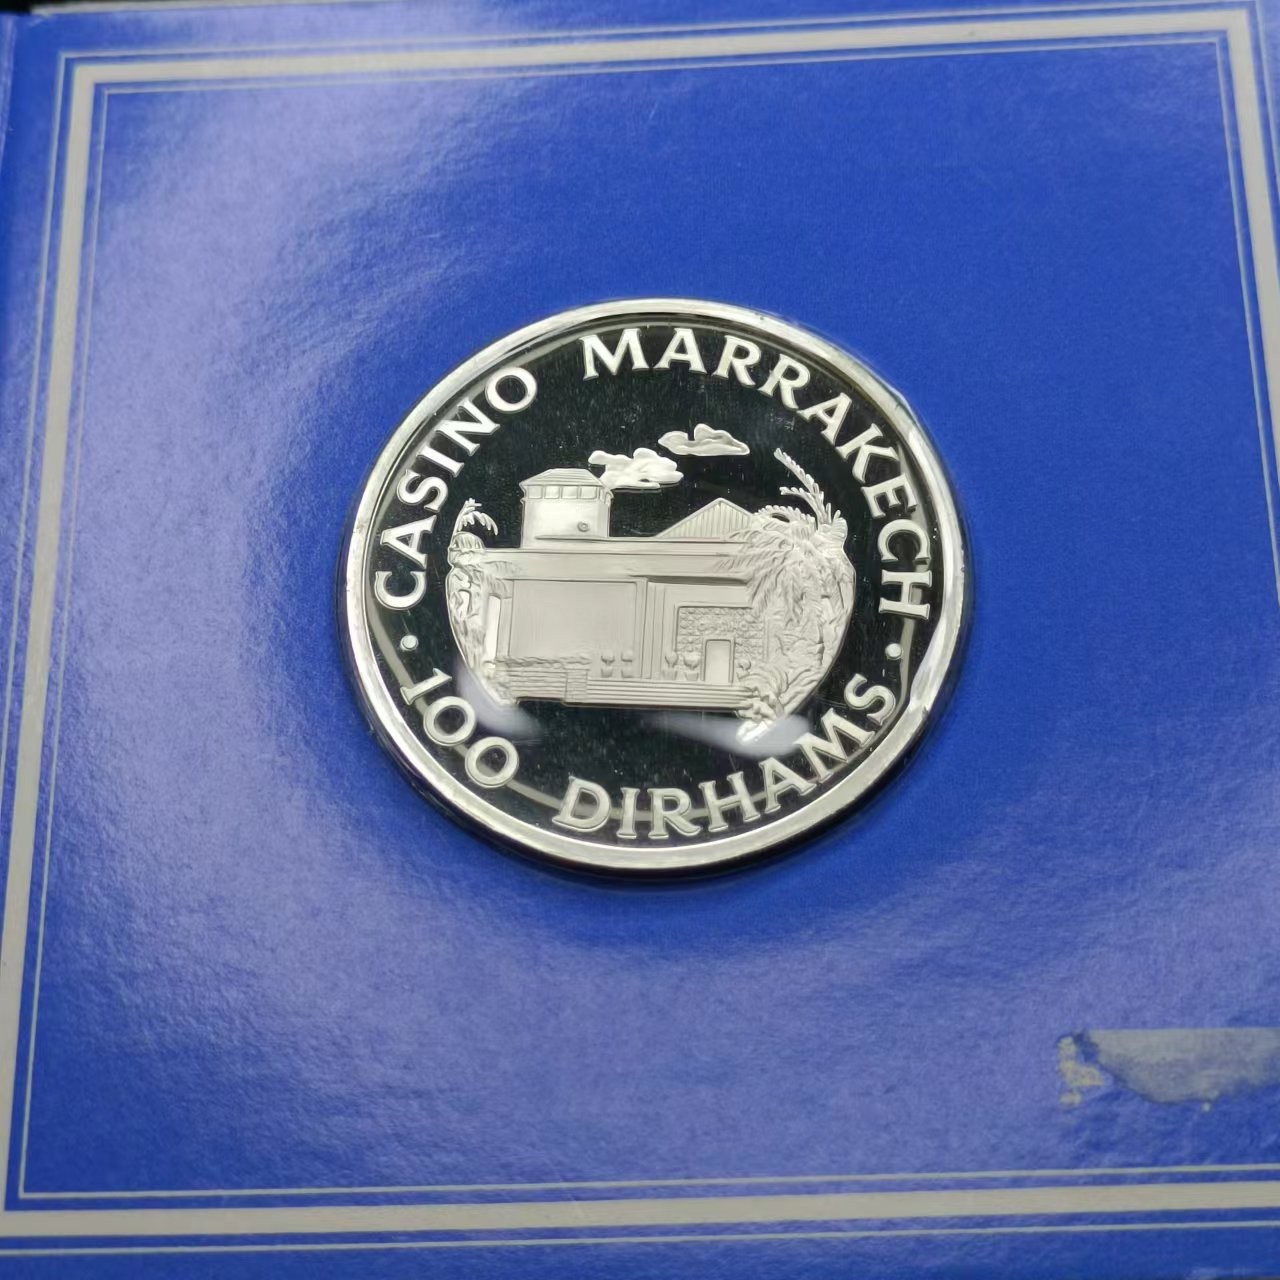 CASINO MARRAKECH
· 100 DIRHAMS ·